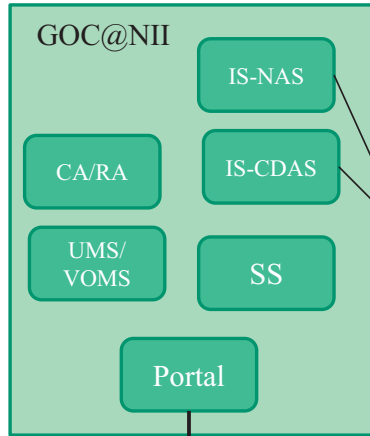 GOC@NII
IS-NAS
CA/RA
IS-CDAS
UMS/
VOMS
SS
Portal